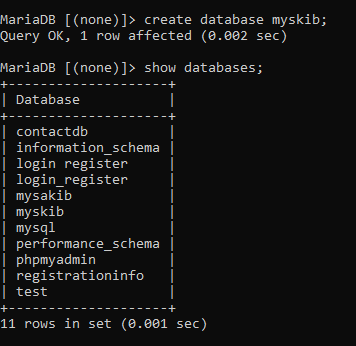 MariaDB [(none)]> create database myskib;
Query OK, 1 row affected (0.002 sec)
MariaDB [(none)]> show databases;
+--------------------+
| Database           |
+--------------------+
| contactdb          |
| information_schema |
| login register     |
| login_register     |
| mysakib            |
| myskib             |
| mysql              |
| performance_schema |
| phpmyadmin         |
| registrationinfo   |
| test               |
+--------------------+
11 rows in set (0.001 sec)